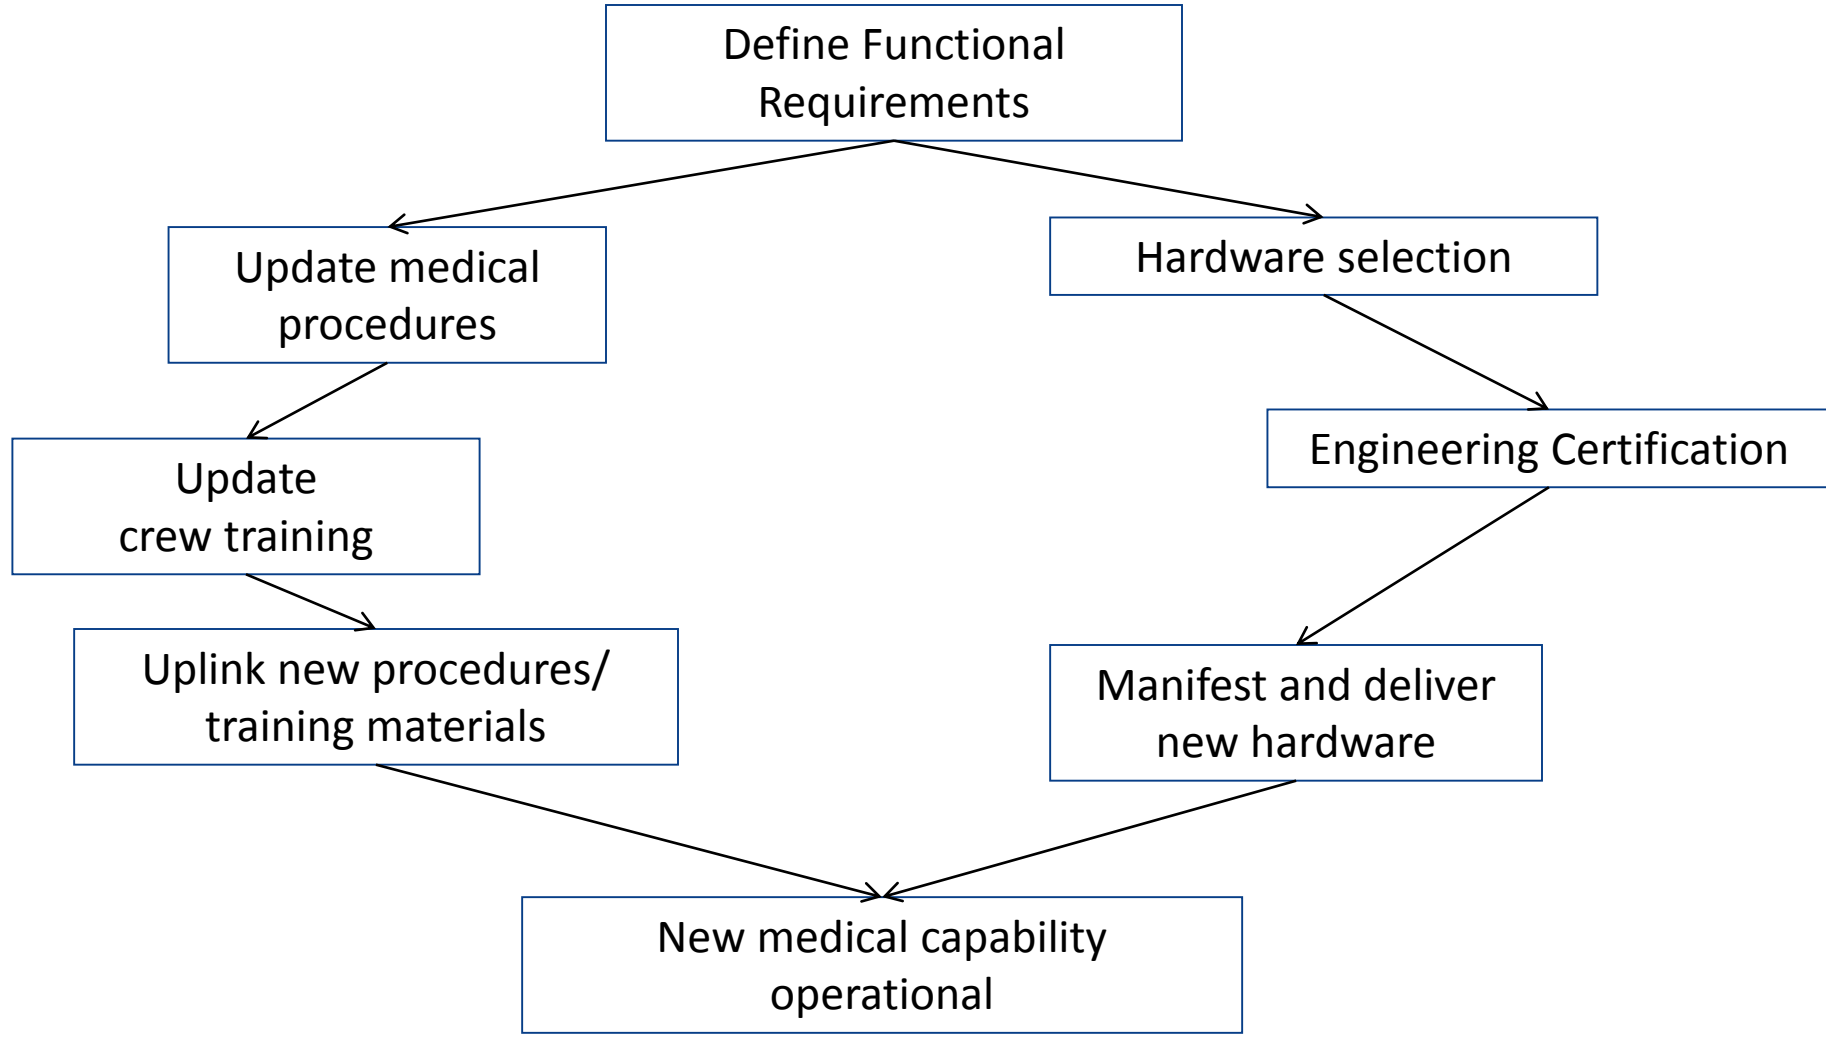 Define Functional
Requirements
Update medical
procedures
Hardware selection
Update
crew training
Engineering Certification
Uplink new procedures/
training materials
Manifest and deliver
new hardware
New medical capability
operational